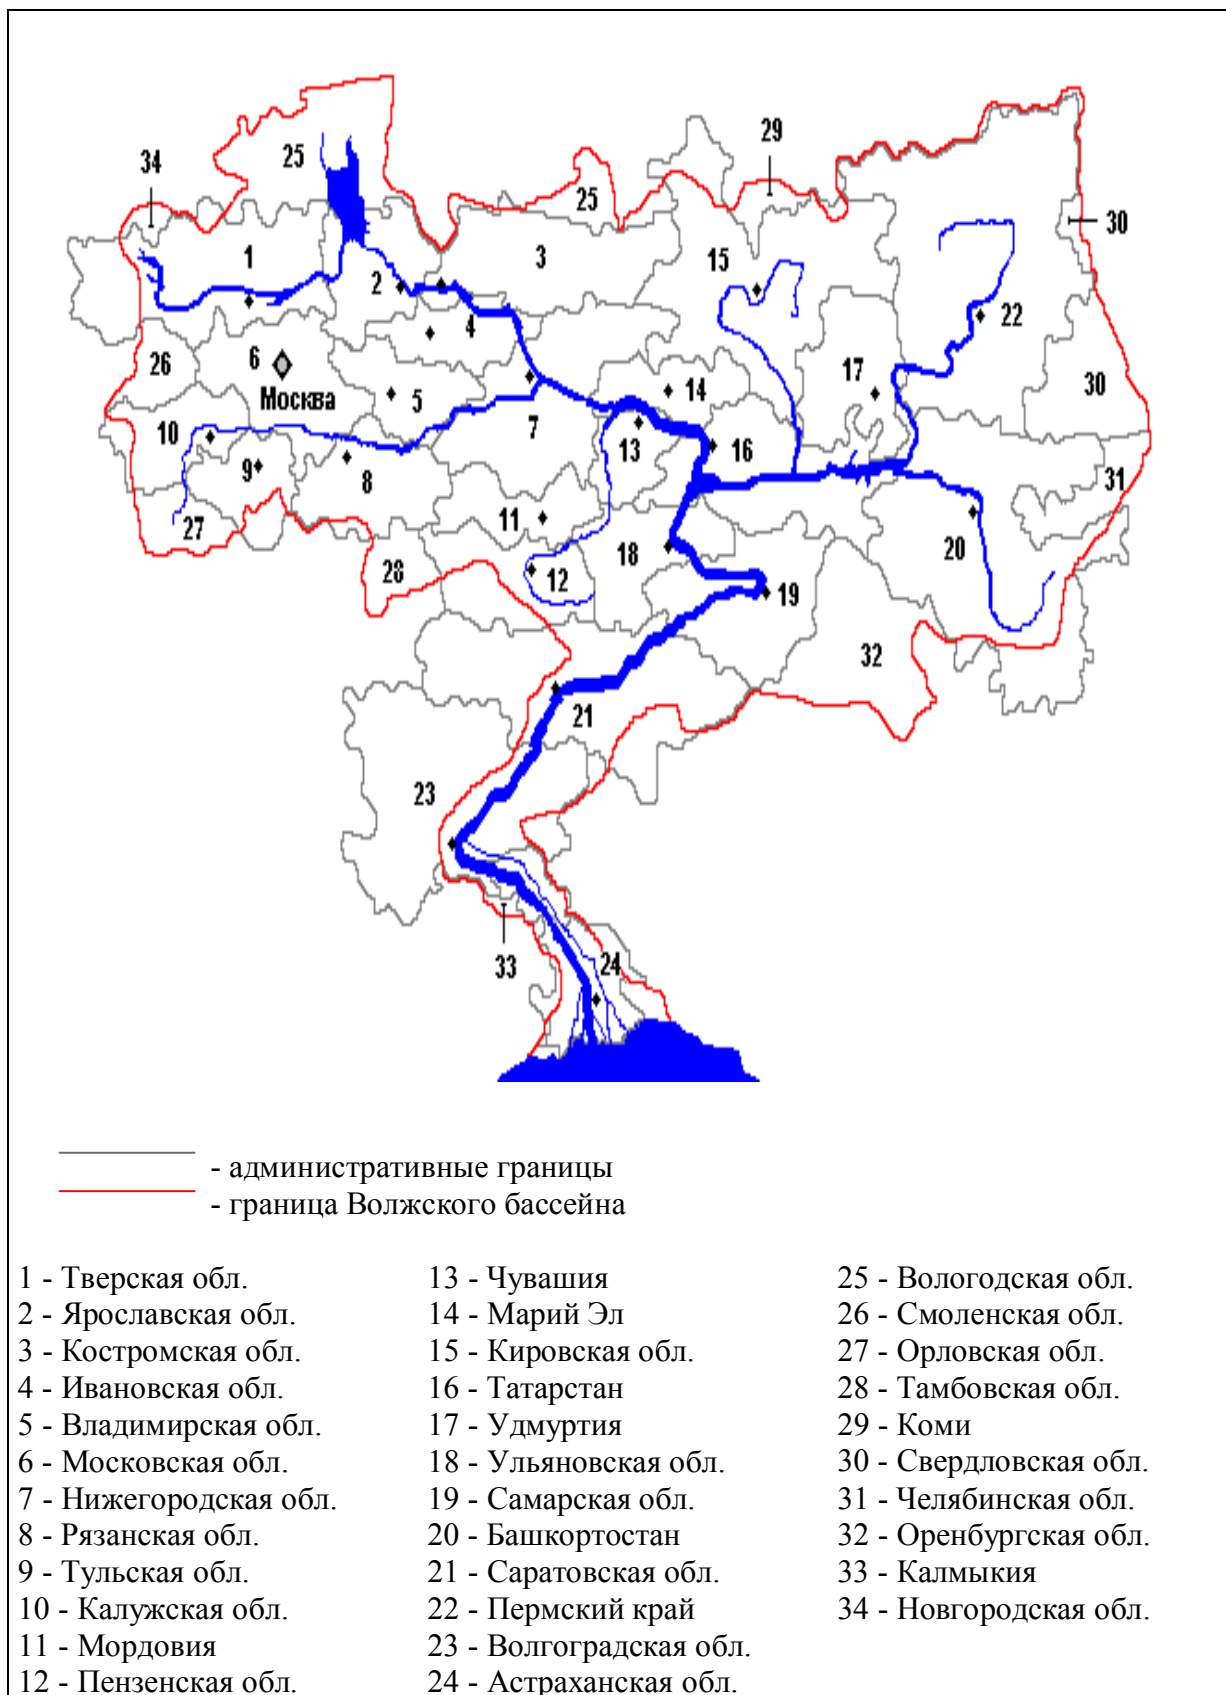 29
25
34
25
30
1
3
15
2
22
4
6
26
17
30
Москва
14
5
10
7
13
16
9
8
31
11
27
18
20
28
12
19
32
21
23
24
33
- административные границы
- граница Волжского бассейна
1 - Тверская обл.
2 - Ярославская обл.
3 - Костромская обл.
4 - Ивановская обл.
5 - Владимирская обл.
6 - Московская обл.
7 - Нижегородская обл.
8 - Рязанская обл.
9 - Тульская обл.
10 - Калужская обл.
11 - Мордовия
12 - Пензенская обл.
13 - Чувашия
14 - Марий Эл
15 - Кировская обл.
16 - Татарстан
17 - Удмуртия
18 - Ульяновская обл.
19 - Самарская обл.
20 - Башкортостан
21 - Саратовская обл.
22 - Пермский край
23 - Волгоградская обл.
24 - Астраханская обл.
25 - Вологодская обл.
26 - Смоленская обл.
27 - Орловская обл.
28 - Тамбовская обл.
29 - Коми
30 - Свердловская обл.
31 - Челябинская обл.
32 - Оренбургская обл.
33 - Калмыкия
34 - Новгородская обл.